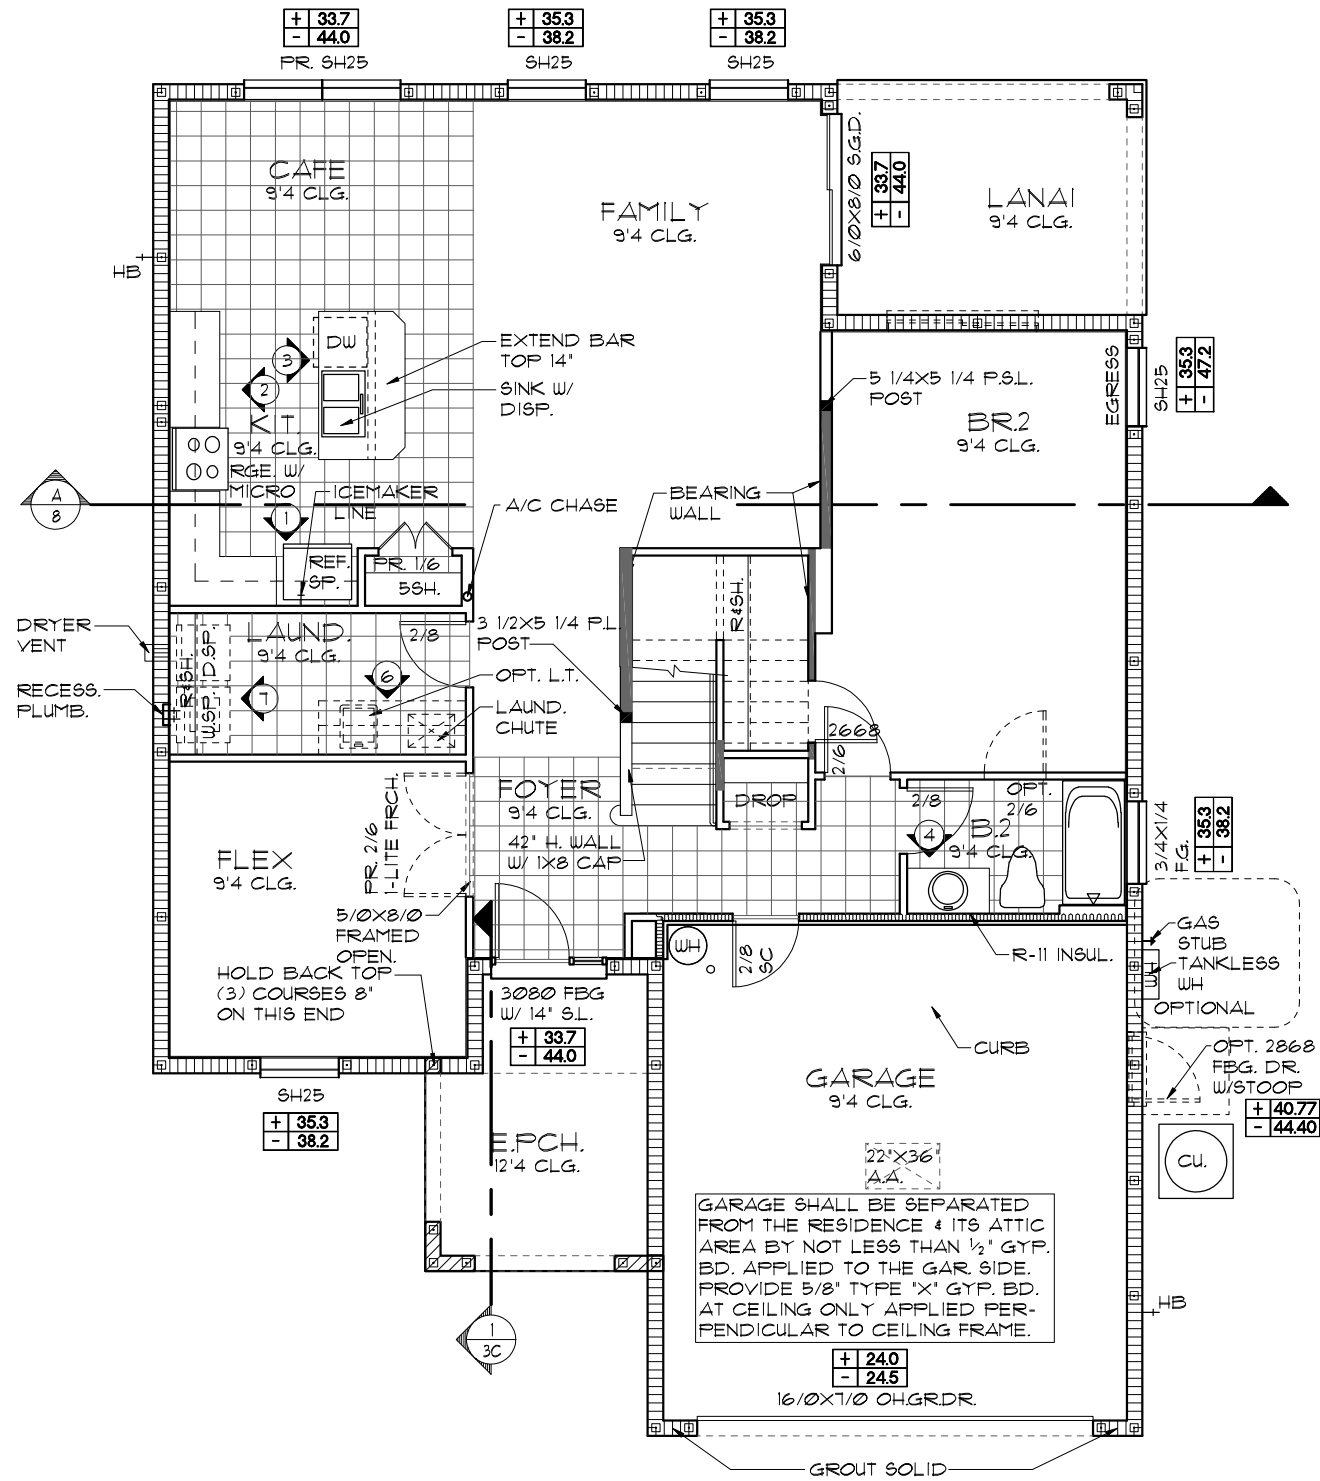 + 33.7
- 44.0
PR. SH25
+ 35.3
- 38.2
SH25
+ 35.3
- 38.2
SH25
CAFE
9'4 CLG.
FAMILY
9'4 CLG.
6/0X8/0 S.G.D.
+ 33.7
- 44.0
LANAI
9'4 CLG.
HB
DW
3
2
EXTEND BAR
TOP 14"
SINK W/
DISP.
K T.
9'4 CLG.
RGE. W/
MICRO
5 1/4X5 1/4 P.S.L.
POST
BR.2
9'4 CLG.
EGRESS
SH25
+ 35.3
- 47.2
A
8
ICEMAKER
LINE
1
A/C CHASE
BEARING
WALL
REF.
SP.
PR. 1/6
5SH.
R&SH.
DRYER
VENT
RECESS.
PLUMB.
LAUND.
9'4 CLG.
R&SH.
D.SP
W.SP.
7
6
2/8
3 1/2X5 1/4 P.L.
POST
OPT. L.T.
LAUND.
CHUTE
2668
2/6
FOYER
9'4 CLG.
42" H. WALL
W/ 1X8 CAP
DROP
OPT.
2/6
2/8
4
B.2
9'4 CLG.
3/4X1/4
F.G.
+ 35.3
- 38.2
FLEX
9'4 CLG.
PR. 2/6
1-LITE FRCH.
5/0X8/0
FRAMED
OPEN.
HOLD BACK TOP
(3) COURSES 8"
ON THIS END
WH
2/8
SC
R-11 INSUL.
GAS
STUB
TANKLESS
WH
WH
OPTIONAL
3080 FBG
W/ 14" S.L.
+ 33.7
- 44.0
CURB
OPT. 2868
FBG. DR.
W/STOOP
+ 40.77
- 44.40
SH25
+ 35.3
- 38.2
GARAGE
9'4 CLG.
E.PCH.
12'4 CLG.
22"X36"
A.A.
CU.
GARAGE SHALL BE SEPARATED
FROM THE RESIDENCE & ITS ATTIC
AREA BY NOT LESS THAN ½" GYP.
BD. APPLIED TO THE GAR. SIDE.
PROVIDE 5/8" TYPE "X" GYP. BD.
AT CEILING ONLY APPLIED PER-
PENDICULAR TO CEILING FRAME.
HB
1
3C
+ 24.0
- 24.5
16/0X7/0 OH.GR.DR.
GROUT SOLID